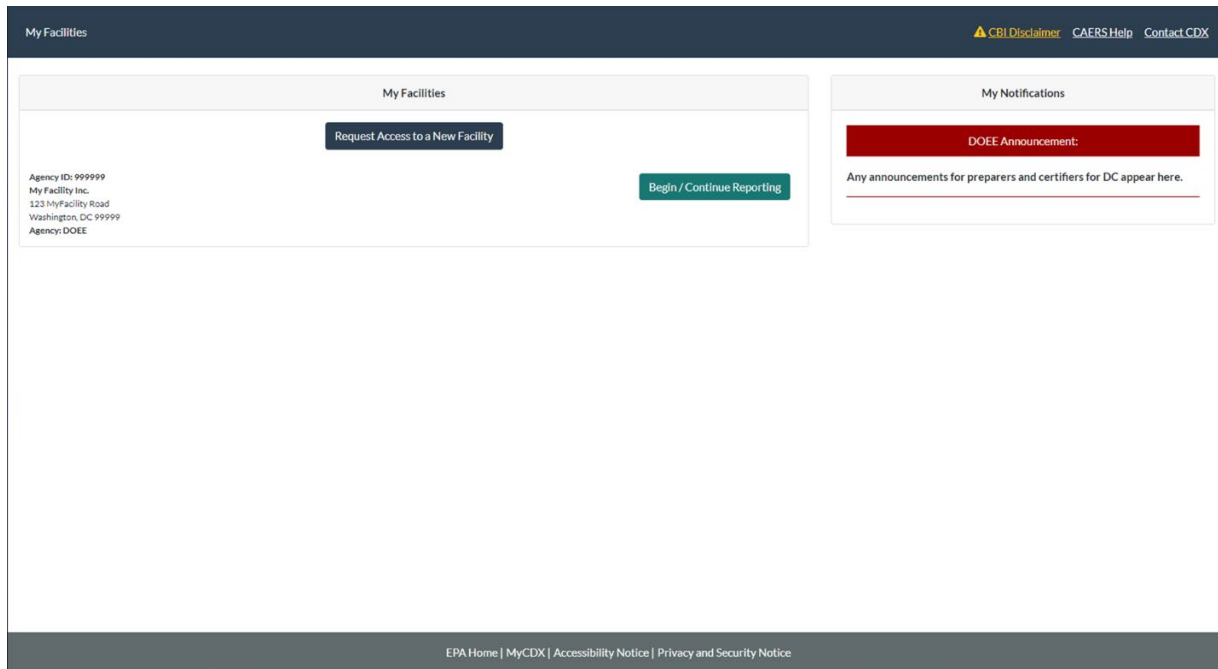 My Facilities
CBI Disclaimer CAERS Help Contact CDX
My Facilities
Request Access to a New Facility
Agency ID: 999999
My Facility Inc.
123 MyFacility Road
Washington, DC 99999
Agency: DOEE
Begin / Continue Reporting
My Notifications
DOEE Announcement:
Any announcements for preparers and certifiers for DC appear here.
EPA Home | MyCDX | Accessibility Notice | Privacy and Security Notice